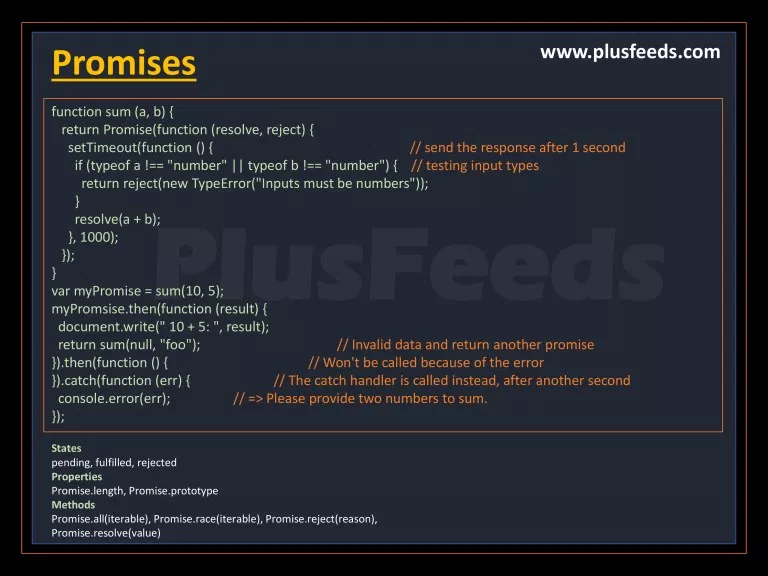 Promises
www.plusfeeds.com
function sum (a, b) {
return Promise(function (resolve, reject) {
setTimeout(function () { // send the response after 1 second
if (typeof a !== "number" || typeof b !== "number") { // testing input types
return reject(new TypeError("Inputs must be numbers"));
}
resolve(a + b);
}, 1000);
});
}
var myPromise = sum(10, 5);
myPromsise.then(function (result) {
document.write(" 10 + 5: ", result);
return sum(null, "foo"); // Invalid data and return another promise
}).then(function () { // Won't be called because of the error
}).catch(function (err) { // The catch handler is called instead, after another second
console.error(err); // => Please provide two numbers to sum.
});
PlusFeeds
States
pending, fulfilled, rejected
Properties
Promise.length, Promise.prototype
Methods
Promise.all(iterable), Promise.race(iterable), Promise.reject(reason),
Promise.resolve(value)